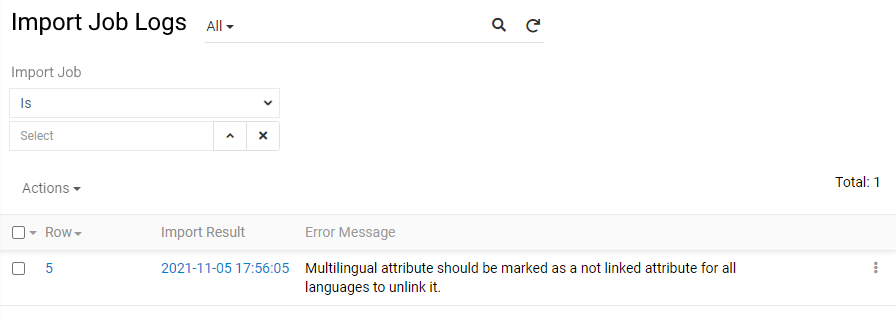 Import Job Logs
All
Import Job
Is
Select
Actions
Total: 1
Row Import Result Error Message
5 2021-11-05 17:56:05 Multilingual attribute should be marked as a not linked attribute for all
languages to unlink it.